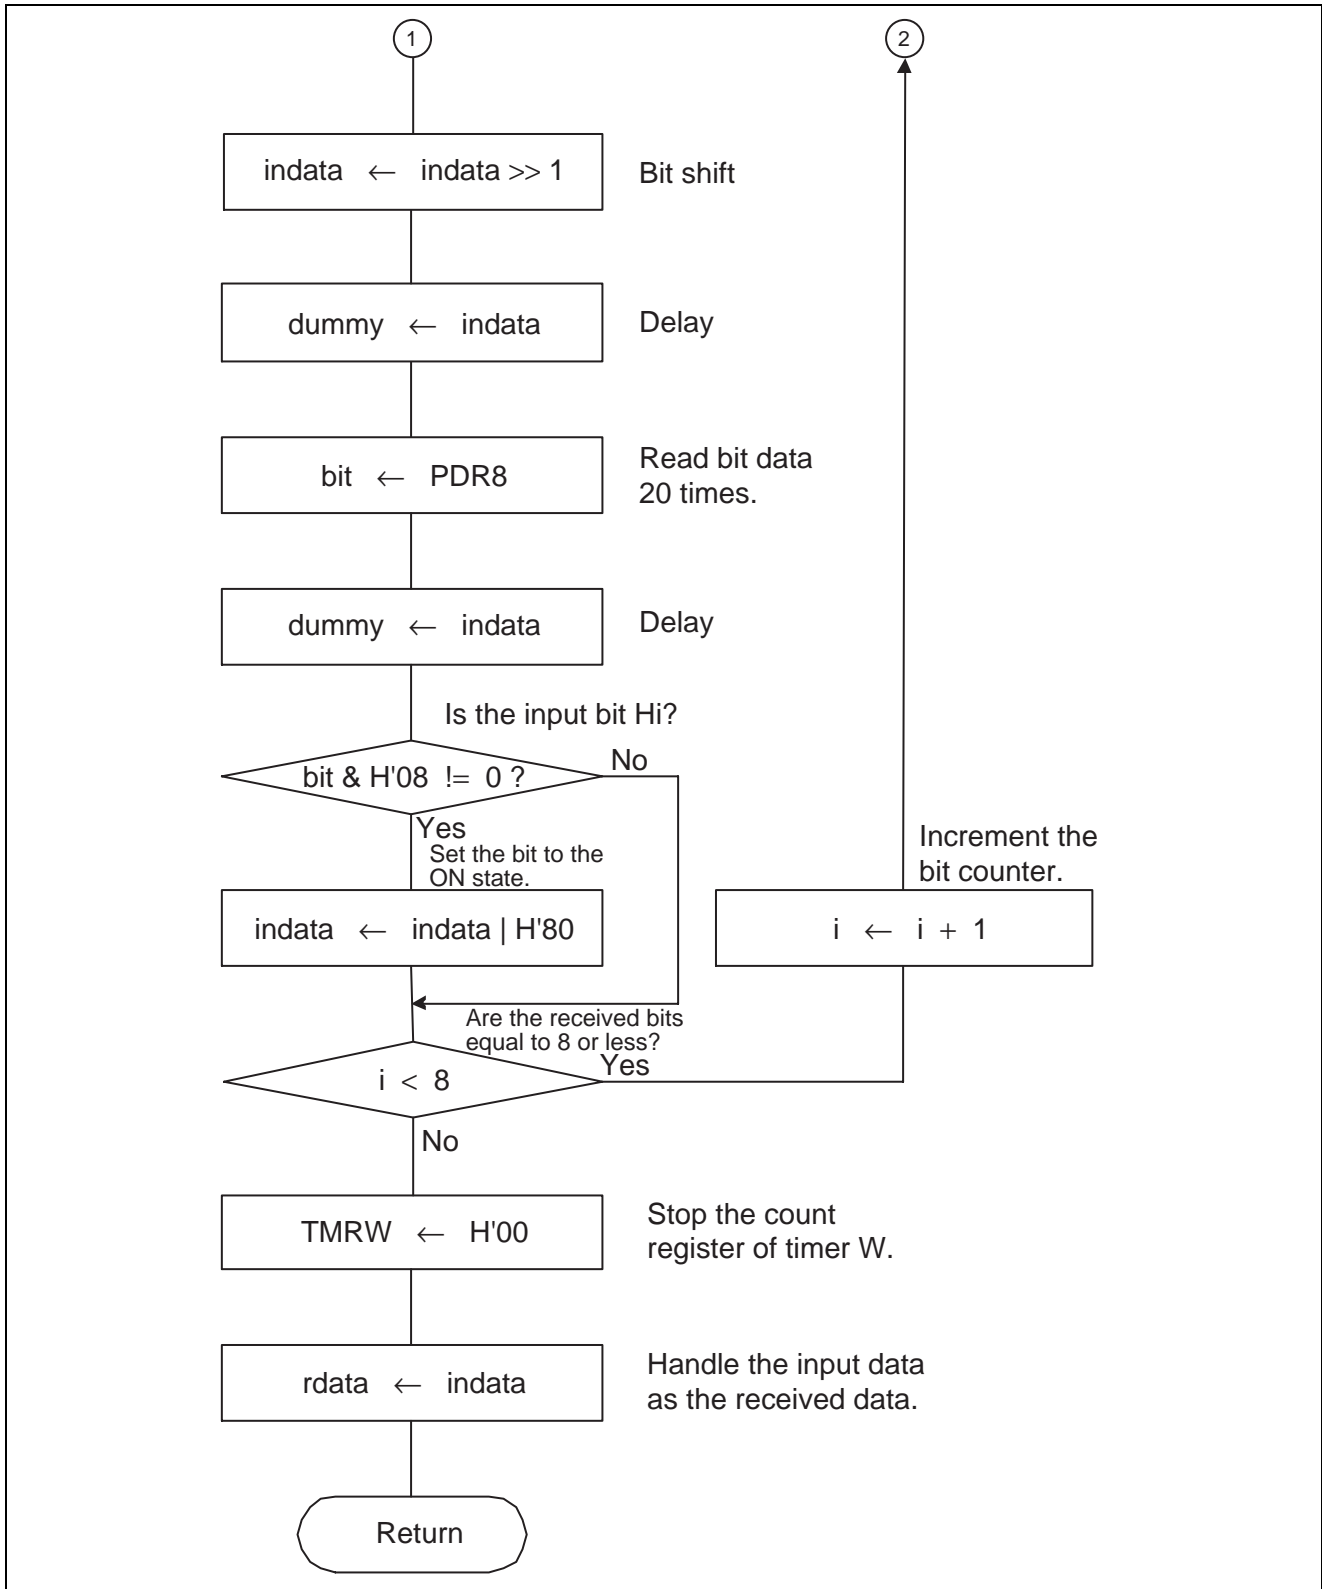 1
2
indata ← indata >> 1
Bit shift
dummy ← indata
Delay
bit ← PDR8
Read bit data
20 times.
dummy ← indata
Delay
Is the input bit Hi?
bit & H'08 != 0 ?
No
Yes
Set the bit to the
ON state.
indata ← indata | H'80
Increment the
bit counter.
i ← i + 1
Are the received bits
equal to 8 or less?
i < 8
Yes
No
TMRW ← H'00
Stop the count
register of timer W.
rdata ← indata
Handle the input data
as the received data.
Return